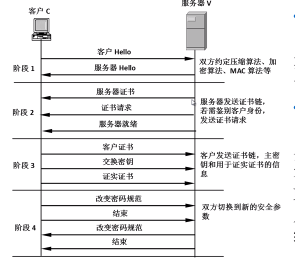 客户 C
服务器 V
客户 Hello
阶段 1
服务器 Hello
双方约定压缩算法、加
密算法、MAC 算法等
服务器证书
阶段 2
证书请求
服务器就绪
服务器发送证书链，
若需鉴别客户身份，
发送证书请求
客户证书
阶段 3
交换密钥
证实证书
客户发送证书链，主密
钥和用于证实证书的信
息
改变密码规范
阶段 4
结束
改变密码规范
结束
双方切换到新的安全参
数